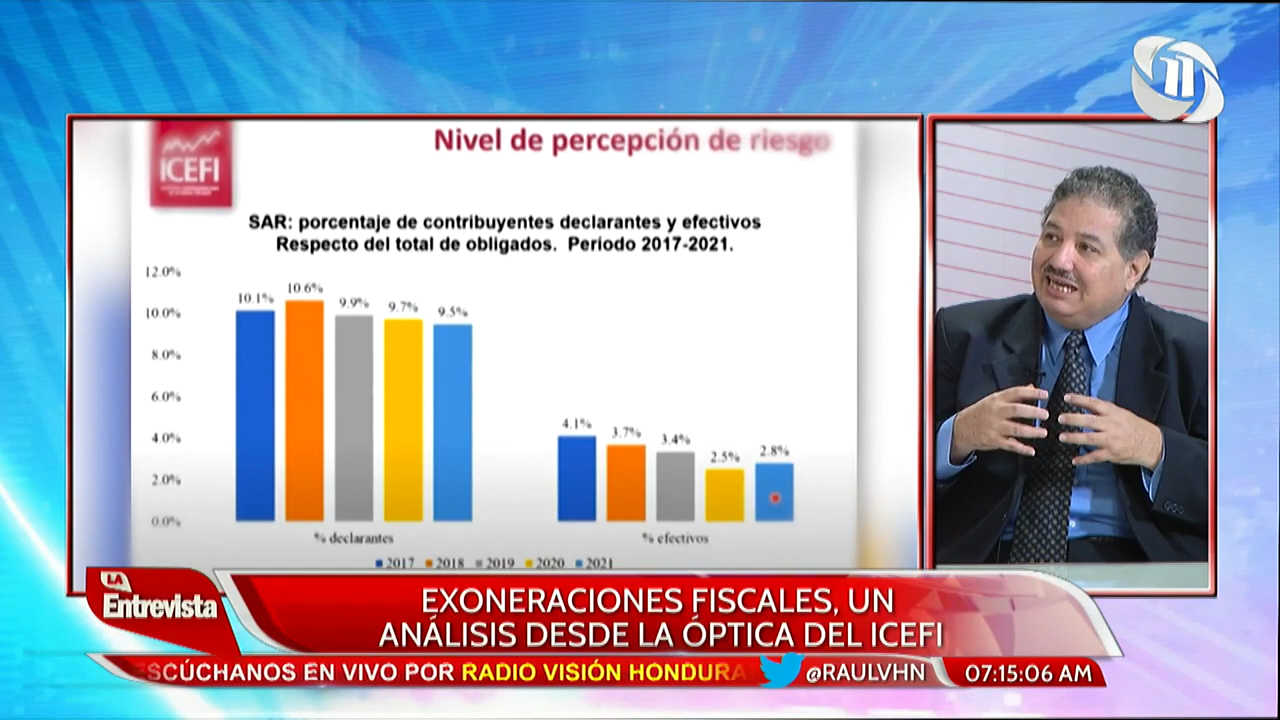 11
ICEFI
Nivel de percepción de riesgo
SAR: porcentaje de contribuyentes declarantes y efectivos
Respecto del total de obligados. Periodo 2017-2021.
12.0%
10.0%
8.0%
6.0%
4.0%
2.0%
0.0%
10.1% 10.6% 9.9% 9.7% 9.5%
4.1% 3.7% 3.4% 2.5% 2.8%
% declarantes % efectivos
2017 2018 2019 2020 2021
LA
Entrevista
EXONERACIONES FISCALES, UN
ANÁLISIS DESDE LA ÓPTICA DEL ICEFI
ESCÚCHANOS EN VIVO POR RADIO VISIÓN HONDURA @RAULVHN 07:15:06 AM